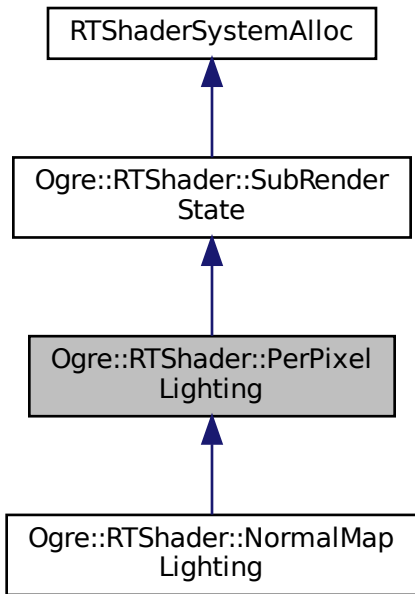 RTShaderSystemAlloc
Ogre::RTShader::SubRender
State
Ogre::RTShader::PerPixel
Lighting
Ogre::RTShader::NormalMap
Lighting